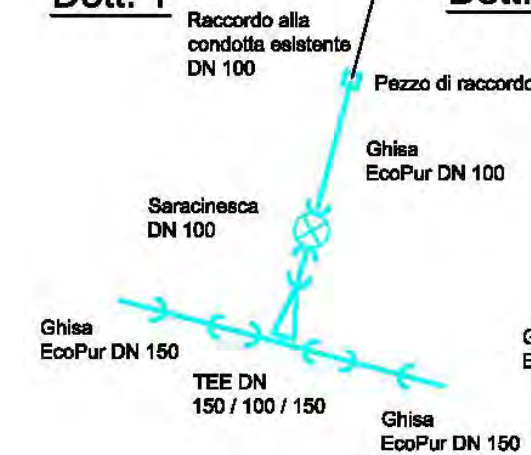 Raccordo alla
condotta esistente
DN 100
Pezzo di raccordo
Ghisa
EcoPur DN 100
Saracinesca
DN 100
Ghisa
EcoPur DN 150
TEE DN
150 / 100 / 150
Ghisa
EcoPur DN 150